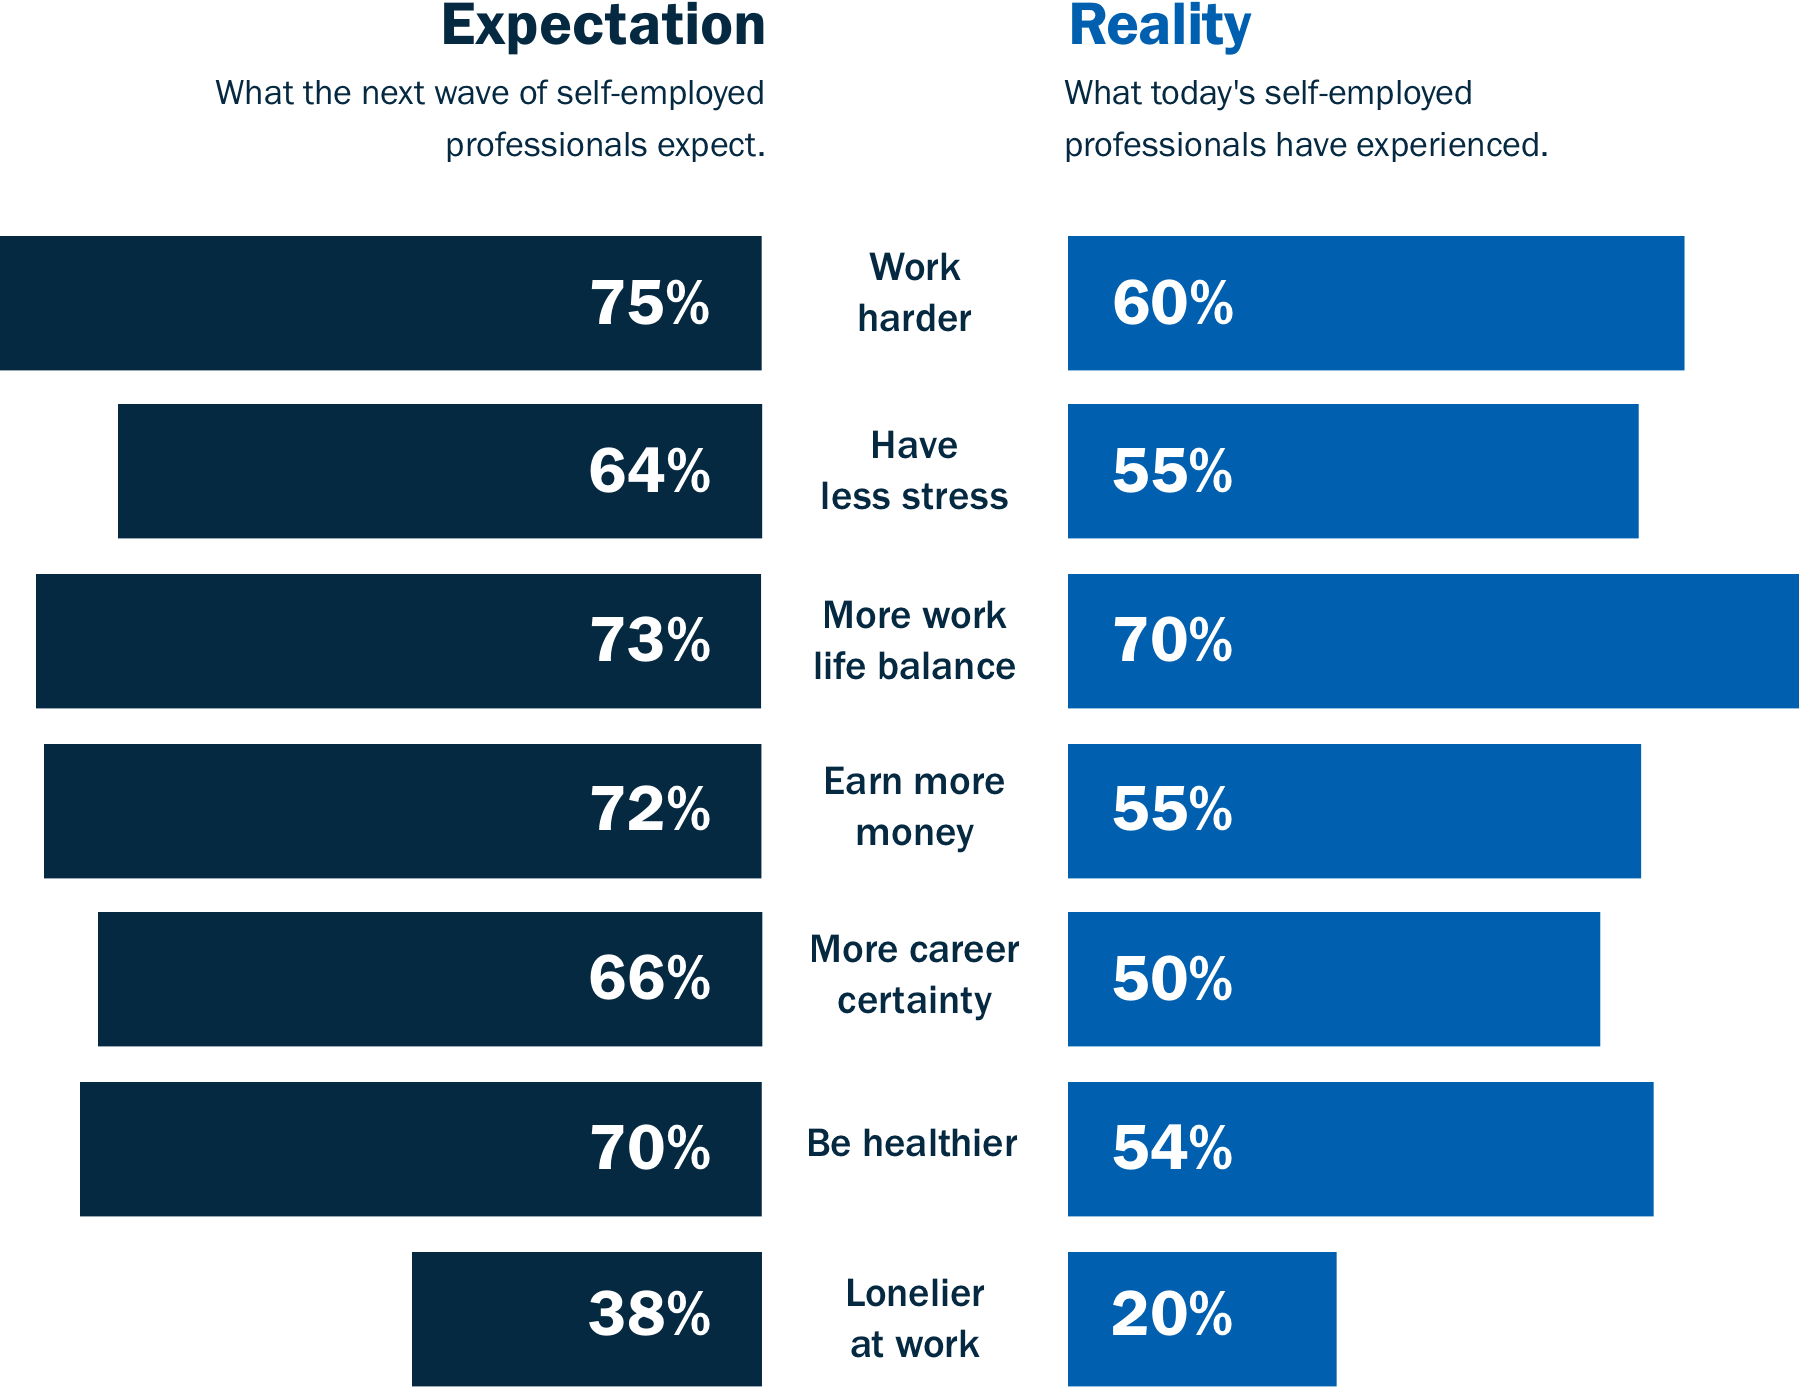 Expectation
What the next wave of self-employed
professionals expect.
Reality
What today's self-employed
professionals have experienced.
75%
Work
harder
60%
64%
Have
less stress
55%
73%
More work
life balance
70%
72%
Earn more
money
55%
66%
More career
certainty
50%
70%
Be healthier
54%
38%
Lonelier
at work
20%